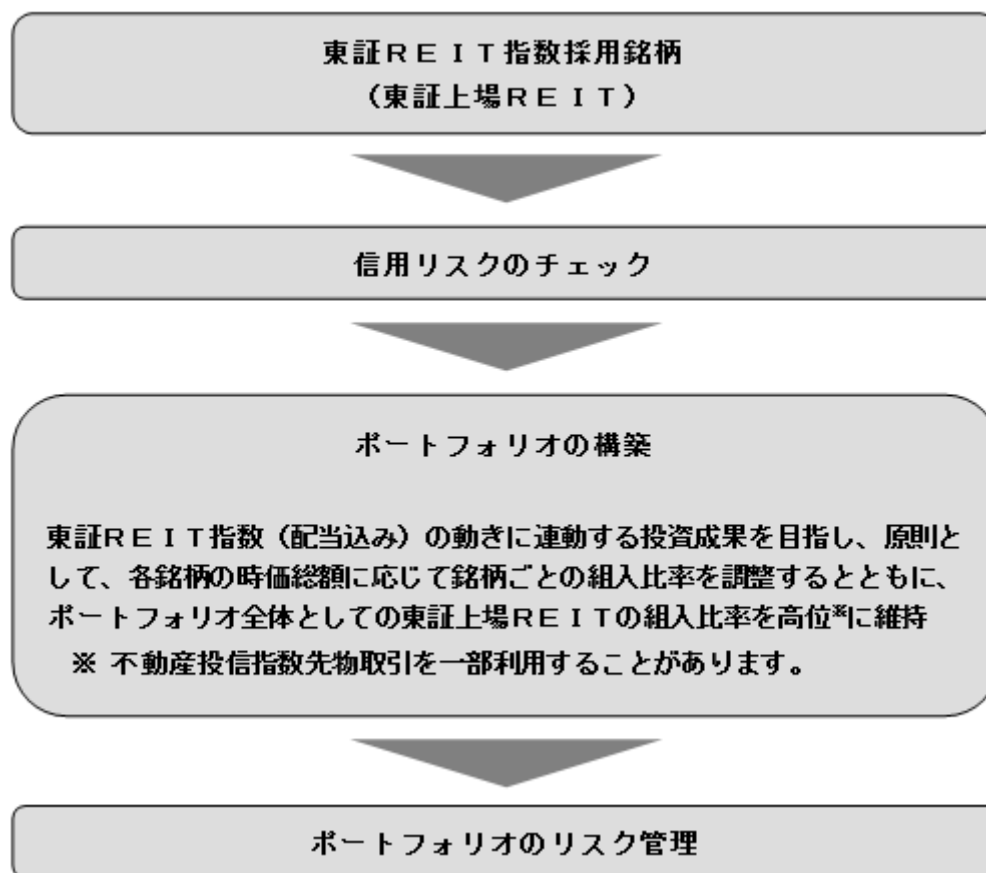 東証ＲＥＩＴ指数採用銘柄
（東証上場ＲＥＩＴ）
信用リスクのチェック
ポートフォリオの構築
東証ＲＥＩＴ指数（配当込み）の動きに連動する投資成果を目指し、原則と
して、各銘柄の時価総額に応じて銘柄ごとの組入比率を調整するとともに、
ポートフォリオ全体としての東証上場ＲＥＩＴの組入比率を高位※に維持
※ 不動産投信指数先物取引を一部利用することがあります。
ポートフォリオのリスク管理